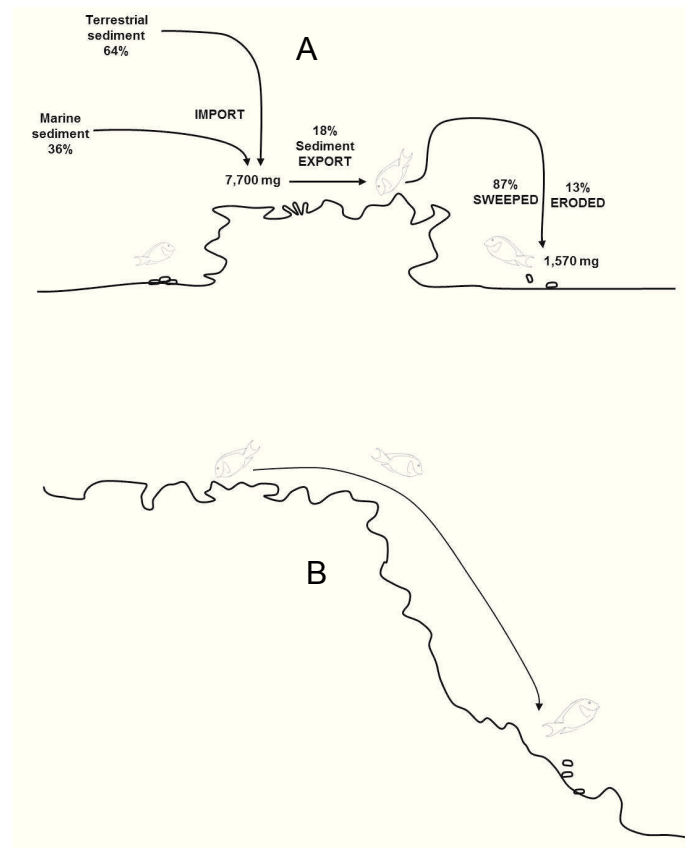 Terrestrial
sediment
64%
A
Marine
sediment
36%
IMPORT
18%
Sediment
EXPORT
7,700 mg
87%
SWEEPED
13%
ERODED
1,570 mg
B